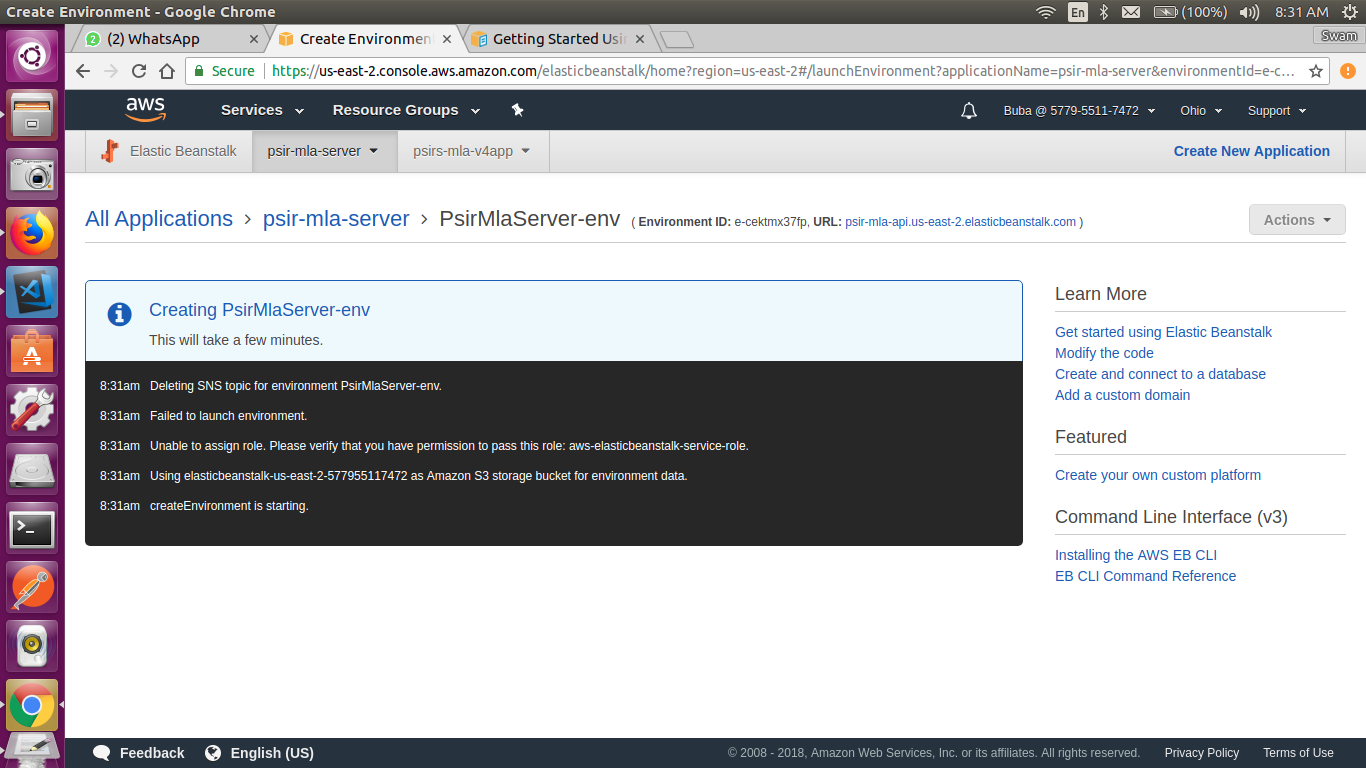 Create Environment - Google Chrome
En
(100%)
8:31 AM
(2) WhatsApp
Create Environmen
Getting Started Usi
Swam
Secure
https://us-east-2.console.aws.amazon.com/elasticbeanstalk/home?region=us-east-2#/launchEnvironment?applicationName=psir-mla-server&environmentId=e-c...
aws
Services
Resource Groups
Buba @ 5779-5511-7472
Ohio
Support
Elastic Beanstalk
psir-mla-server
psirs-mla-v4app
Create New Application
All Applications > psir-mla-server > PsirMlaServer-env ( Environment ID: e-cektmx37fp, URL: psir-mla-api.us-east-2.elasticbeanstalk.com )
Actions
Creating PsirMlaServer-env
This will take a few minutes.
8:31am Deleting SNS topic for environment PsirMlaServer-env.
8:31am Failed to launch environment.
8:31am Unable to assign role. Please verify that you have permission to pass this role: aws-elasticbeanstalk-service-role.
8:31am Using elasticbeanstalk-us-east-2-577955117472 as Amazon S3 storage bucket for environment data.
8:31am createEnvironment is starting.
Learn More
Get started using Elastic Beanstalk
Modify the code
Create and connect to a database
Add a custom domain
Featured
Create your own custom platform
Command Line Interface (v3)
Installing the AWS EB CLI
EB CLI Command Reference
Feedback
English (US)
© 2008 - 2018, Amazon Web Services, Inc. or its affiliates. All rights reserved.
Privacy Policy
Terms of Use